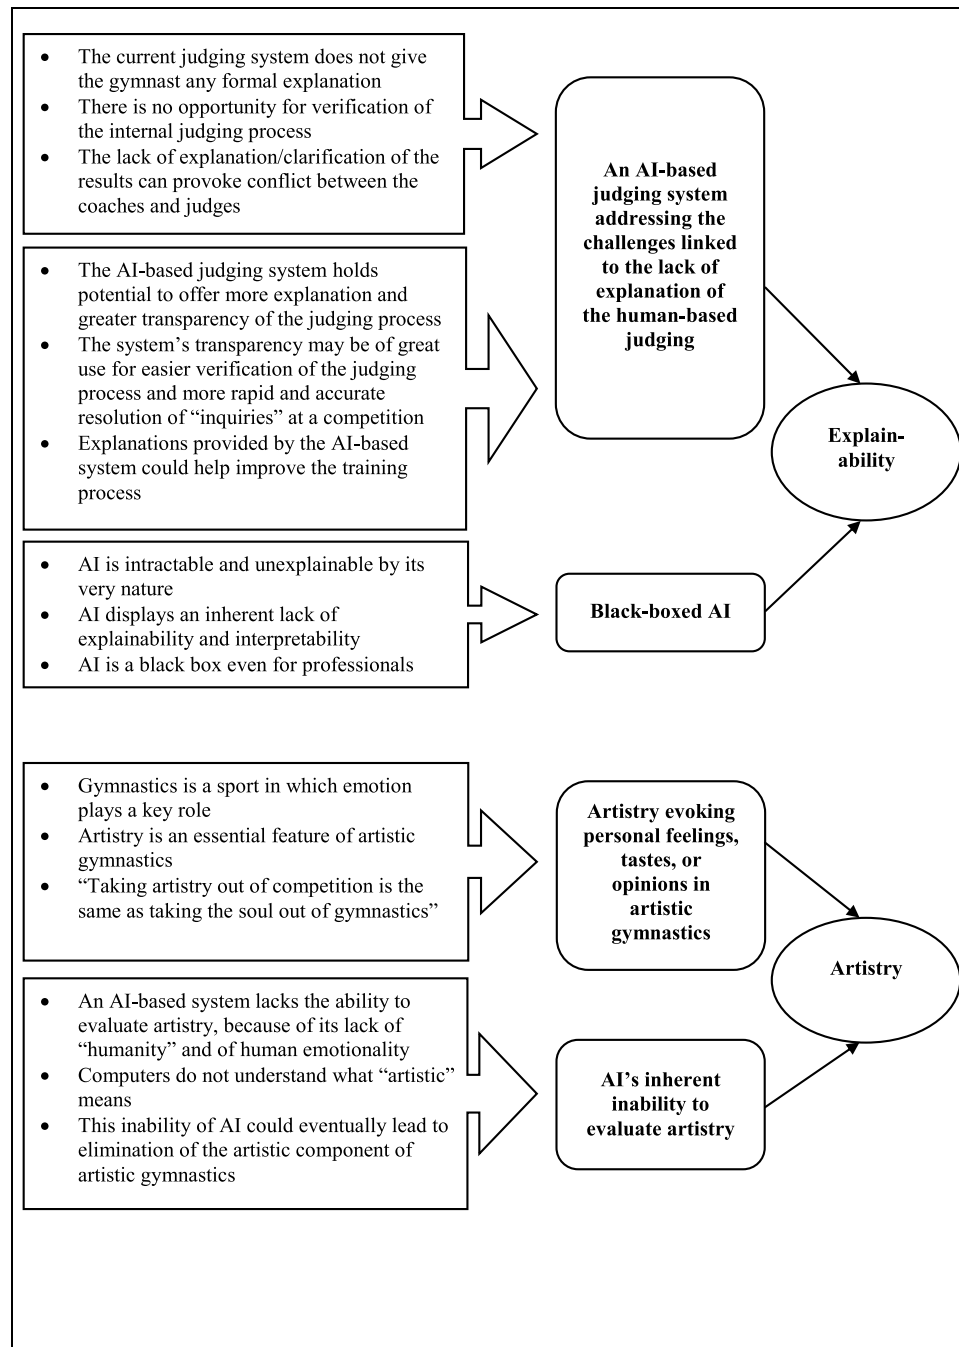 • The current judging system does not give
the gymnast any formal explanation
• There is no opportunity for verification of
the internal judging process
• The lack of explanation/clarification of the
results can provoke conflict between the
coaches and judges
• The AI-based judging system holds
potential to offer more explanation and
greater transparency of the judging process
• The system’s transparency may be of great
use for easier verification of the judging
process and more rapid and accurate
resolution of “inquiries” at a competition
• Explanations provided by the AI-based
system could help improve the training
process
An AI-based
judging system
addressing the
challenges linked
to the lack of
explanation of
the human-based
judging
• AI is intractable and unexplainable by its
very nature
• AI displays an inherent lack of
explainability and interpretability
• AI is a black box even for professionals
Black-boxed AI
Explain-
ability
• Gymnastics is a sport in which emotion
plays a key role
• Artistry is an essential feature of artistic
gymnastics
• “Taking artistry out of competition is the
same as taking the soul out of gymnastics”
Artistry evoking
personal feelings,
tastes, or
opinions in
artistic
gymnastics
• An AI-based system lacks the ability to
evaluate artistry, because of its lack of
“humanity” and of human emotionality
• Computers do not understand what “artistic”
means
• This inability of AI could eventually lead to
elimination of the artistic component of
artistic gymnastics
AI’s inherent
inability to
evaluate artistry
Artistry